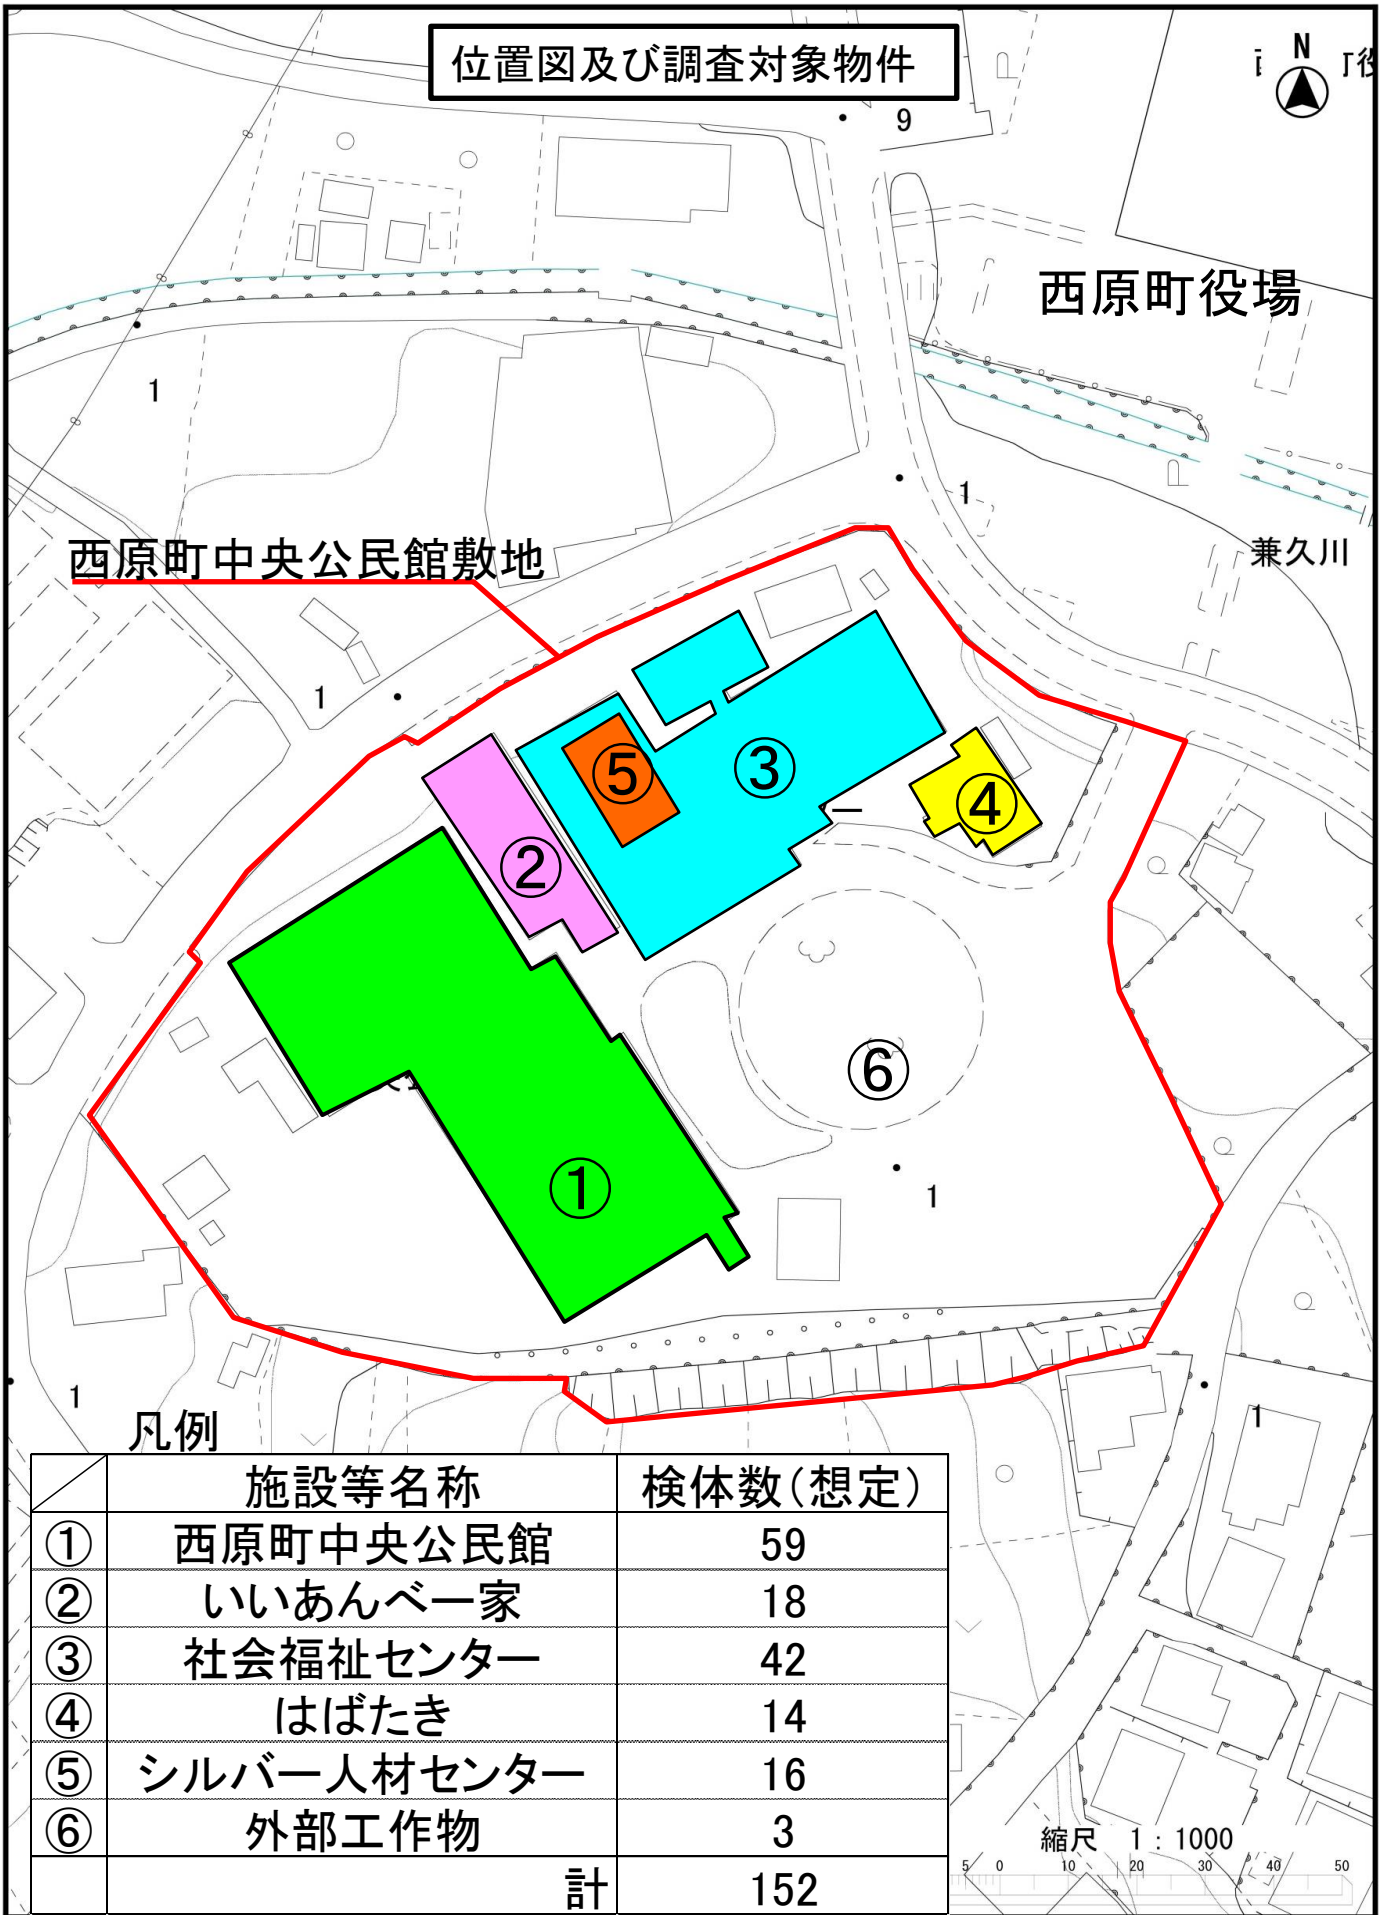 位置図及び調査対象物件
N
9
西原町役場
1
1
兼久川
西原町中央公民館敷地
1
⑤
③
④
②
⑥
①
1
1
1
凡例
施設等名称 検体数(想定)
① 西原町中央公民館 59
② いいあんべー家 18
③ 社会福祉センター 42
④ はばたき 14
⑤ シルバー人材センター 16
⑥ 外部工作物 3
計 152
縮尺 1:1000
5 0 10 20 30 40 50